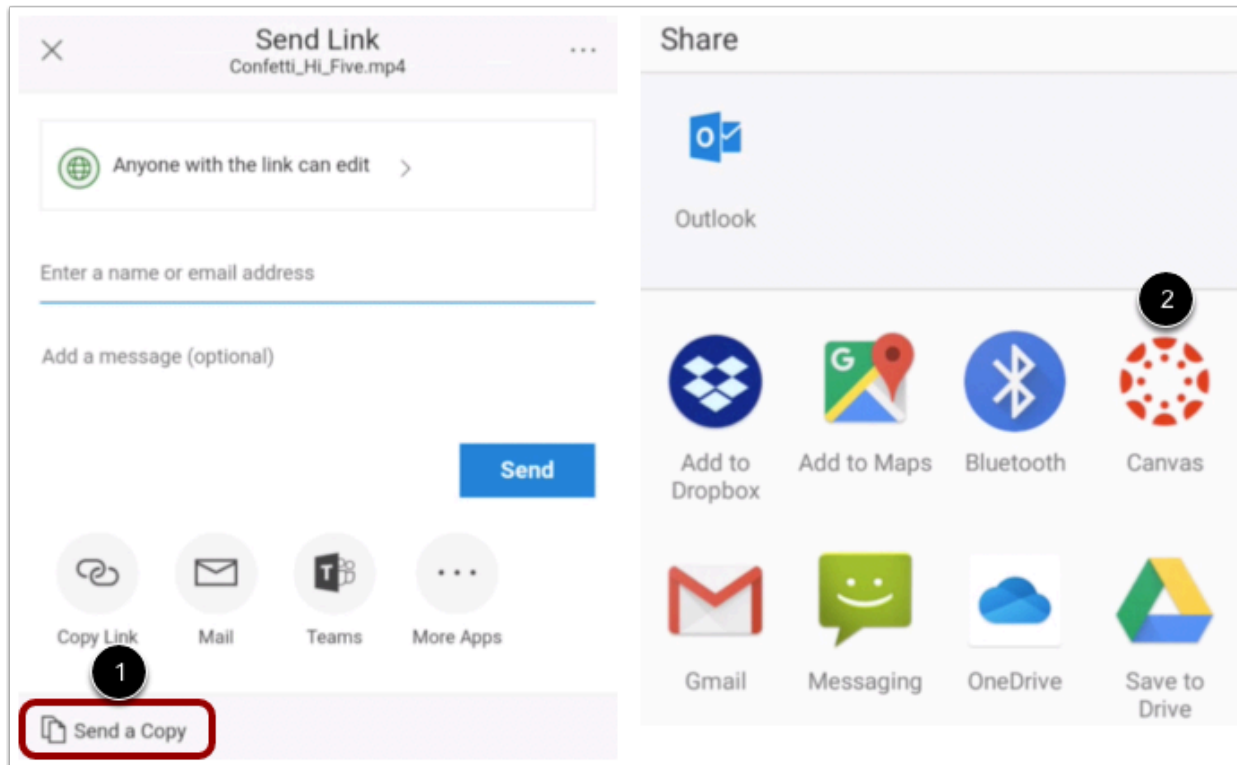 Send Link
Confetti_Hi_Five.mp4
Anyone with the link can edit
Enter a name or email address
Add a message (optional)
Send
Copy Link
Mail
Teams
More Apps
1
Send a Copy
Share
Outlook
2
Add to
Dropbox
Add to Maps
Bluetooth
Canvas
Gmail
Messaging
OneDrive
Save to
Drive